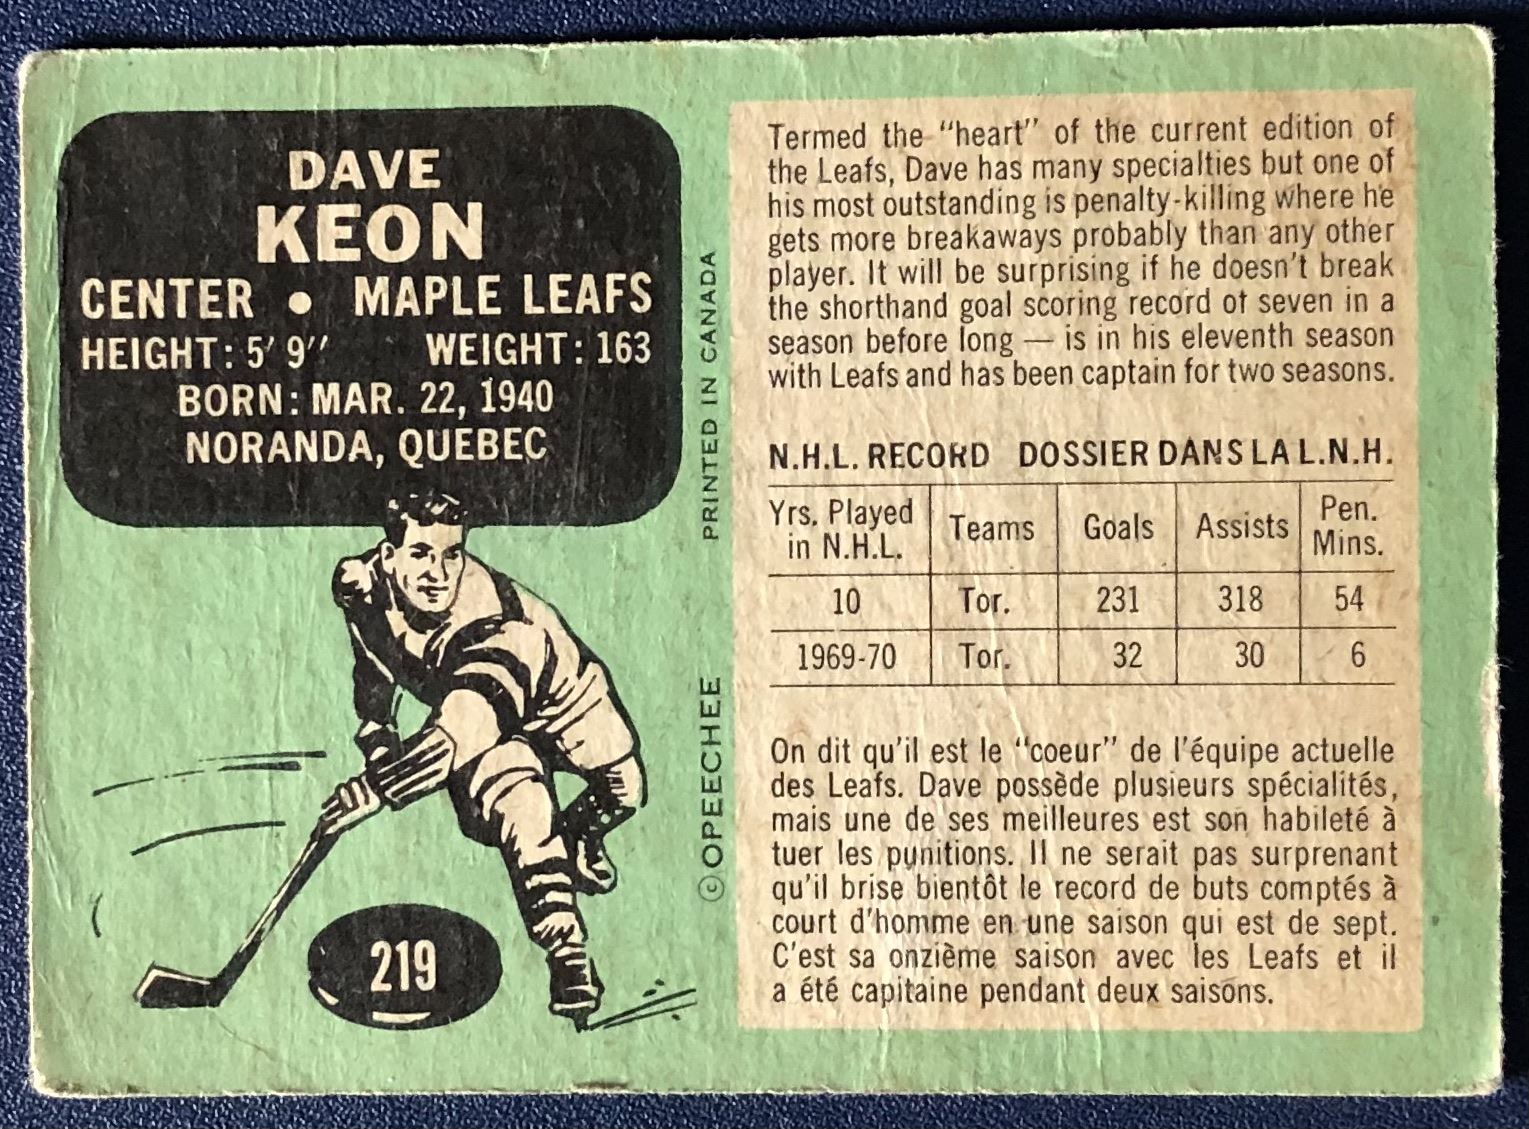 DAVE
KEON
CENTER • MAPLE LEAFS
HEIGHT: 5' 9" WEIGHT: 163
BORN: MAR. 22, 1940
NORANDA, QUEBEC
219
© OPEECHEE PRINTED IN CANADA
Termed the "heart" of the current edition of
the Leafs, Dave has many specialties but one of
his most outstanding is penalty-killing where he
gets more breakaways probably than any other
player. It will be surprising if he doesn't break
the shorthand goal scoring record of seven in a
season before long — is in his eleventh season
with Leafs and has been captain for two seasons.
N.H.L. RECORD DOSSIER DANS LA L.N.H.
Yrs. Played in N.H.L. Teams Goals Assists Pen. Mins.
10 Tor. 231 318 54
1969-70 Tor. 32 30 6
On dit qu'il est le "coeur" de l'équipe actuelle
des Leafs. Dave possède plusieurs spécialités,
mais une de ses meilleures est son habileté à
tuer les punitions. Il ne serait pas surprenant
qu'il brise bientôt le record de buts comptés à
court d'homme en une saison qui est de sept.
C'est sa onzième saison avec les Leafs et il
a été capitaine pendant deux saisons.